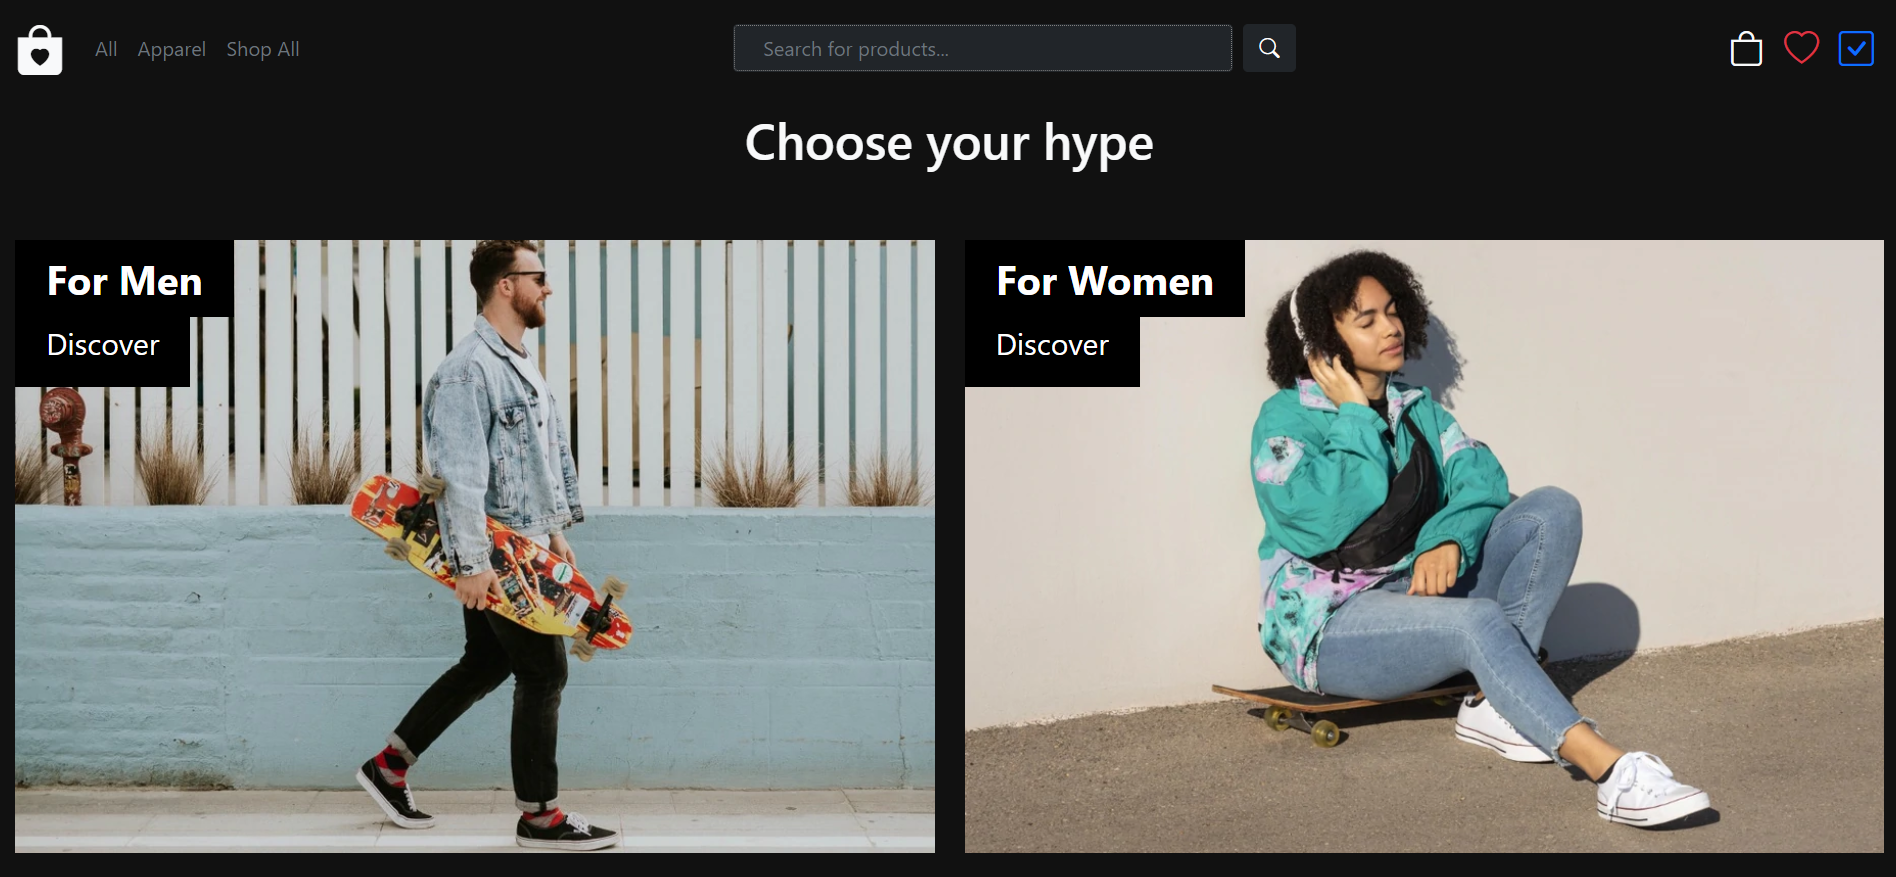 All Apparel Shop All
Search for products...
Choose your hype
For Men
Discover
For Women
Discover